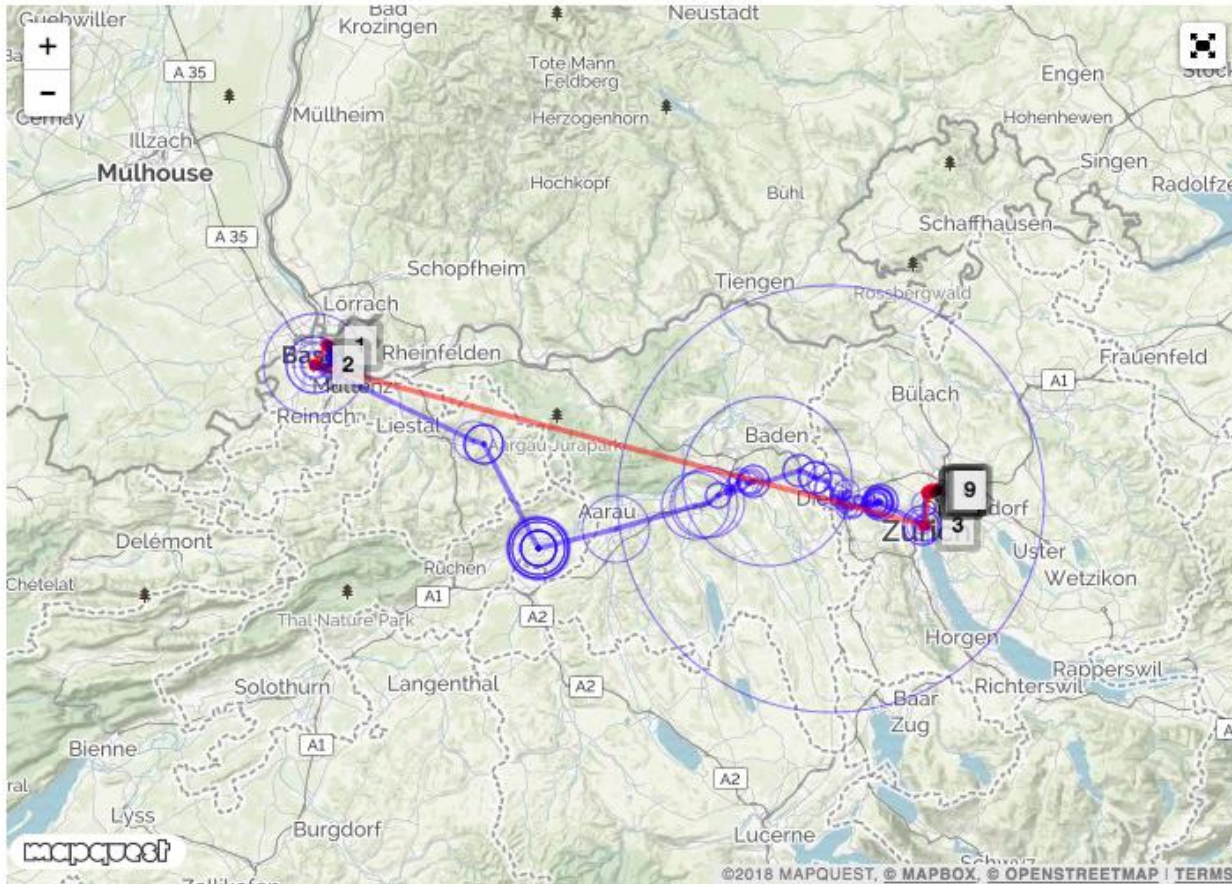 Guebwiller
Bad
Krozingen
Neustadt
+
−
A 35
Tote Mann
Feldberg
Engen
Cernay
Müllheim
Herzogenhorn
Hohenhewen
Illzach
Mulhouse
Hochkopf
Bühl
Singen
Radolfze
Schaffhausen
A 35
Schopfheim
Tiengen
Rossbergwald
Lörrach
1
2
Rheinfelden
Frauenfeld
A1
Muttenz
Reinach
Liestal
Aargau Jurapark
Bülach
Baden
9
3
Aarau
Delémont
Uster
Wetzikon
Rüchen
A1
A2
Thal Nature Park
Horgen
Rapperswil
Richterswil
Solothurn
Langenthal
A2
Baar
Zug
Bienne
A1
A2
Lyss
Burgdorf
Lucerne
mapquest
©2018 MAPQUEST, © MAPBOX, © OPENSTREETMAP | TERMS